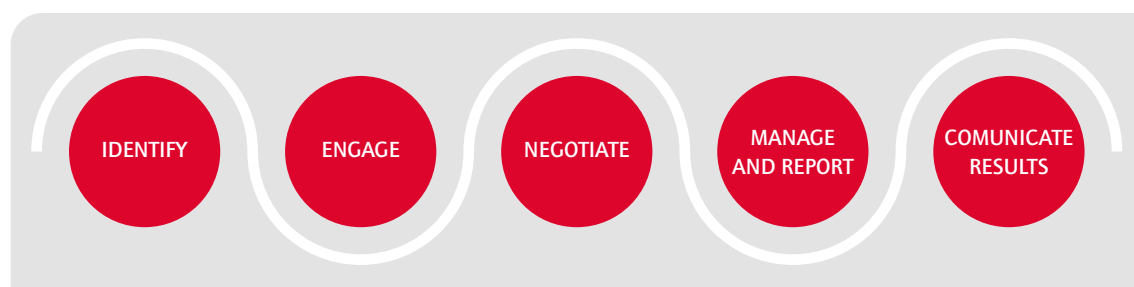 IDENTIFY
ENGAGE
NEGOTIATE
MANAGE
AND REPORT
COMUNICATE
RESULTS